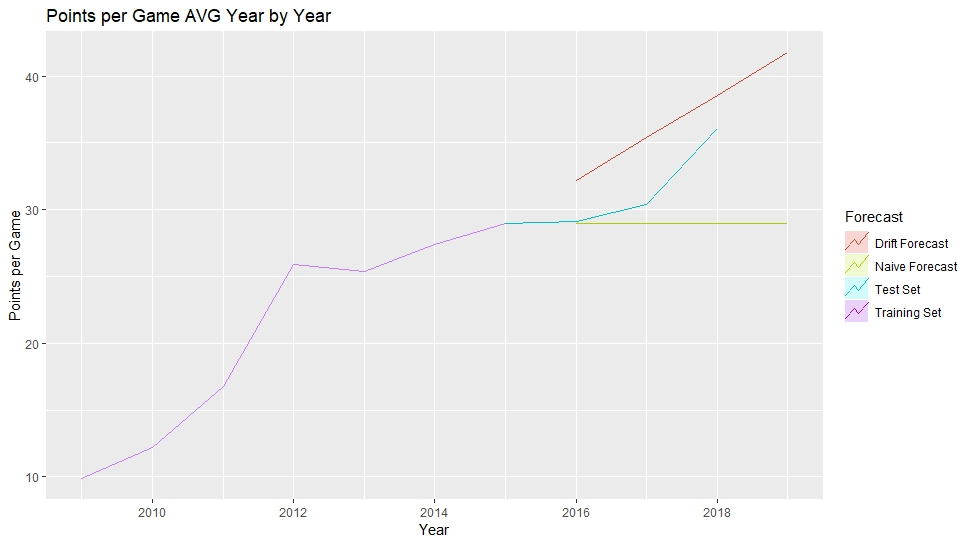 Points per Game AVG Year by Year
Points per Game
40
30
20
10
2010
2012
2014
2016
2018
Year
Forecast
Drift Forecast
Naive Forecast
Test Set
Training Set